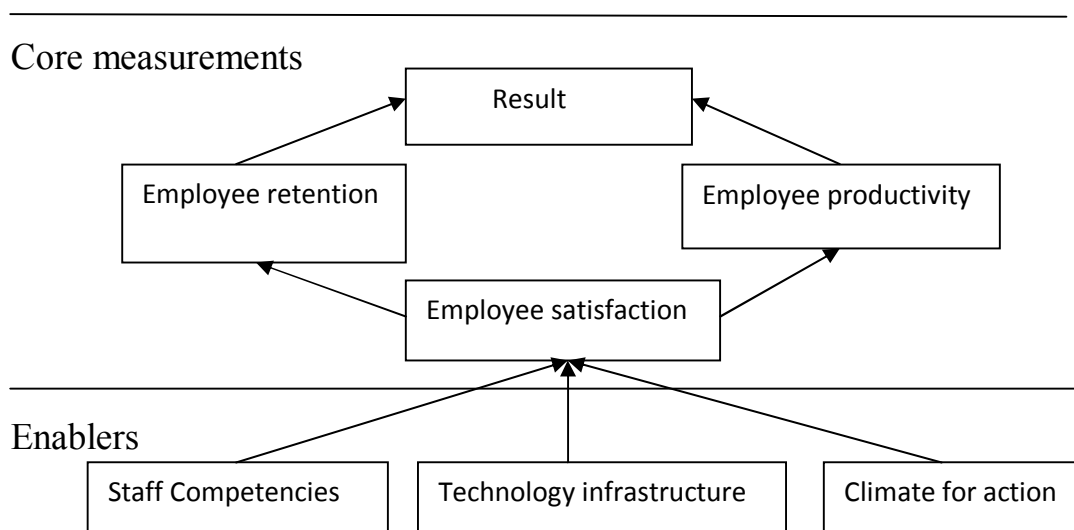 Core measurements
Result
Employee retention
Employee productivity
Employee satisfaction
Enablers
Staff Competencies
Technology infrastructure
Climate for action